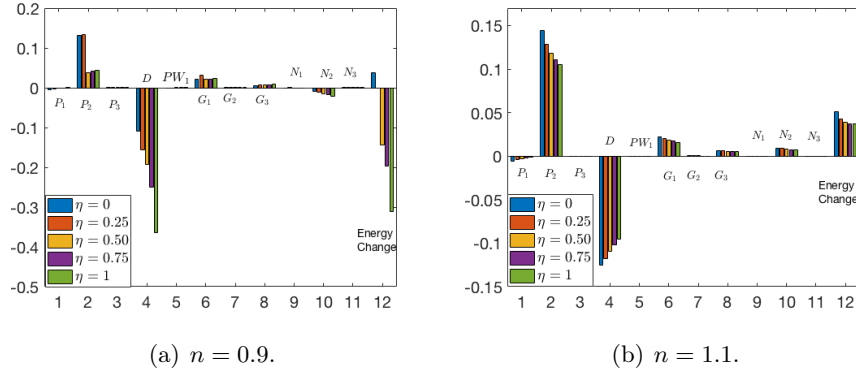 0.2
0.1
0
-0.1
-0.2
-0.3
-0.4
-0.5
P₁ P₂ P₃ D PW₁ G₁ G₂ G₃ N₁ N₂ N₃
Energy
Change
η = 0
η = 0.25
η = 0.50
η = 0.75
η = 1
1 2 3 4 5 6 7 8 9 10 11 12
(a) n = 0.9.
0.15
0.1
0.05
0
-0.05
-0.1
-0.15
P₁ P₂ P₃ D PW₁ G₁ G₂ G₃ N₁ N₂ N₃
Energy
Change
η = 0
η = 0.25
η = 0.50
η = 0.75
η = 1
1 2 3 4 5 6 7 8 9 10 11 12
(b) n = 1.1.